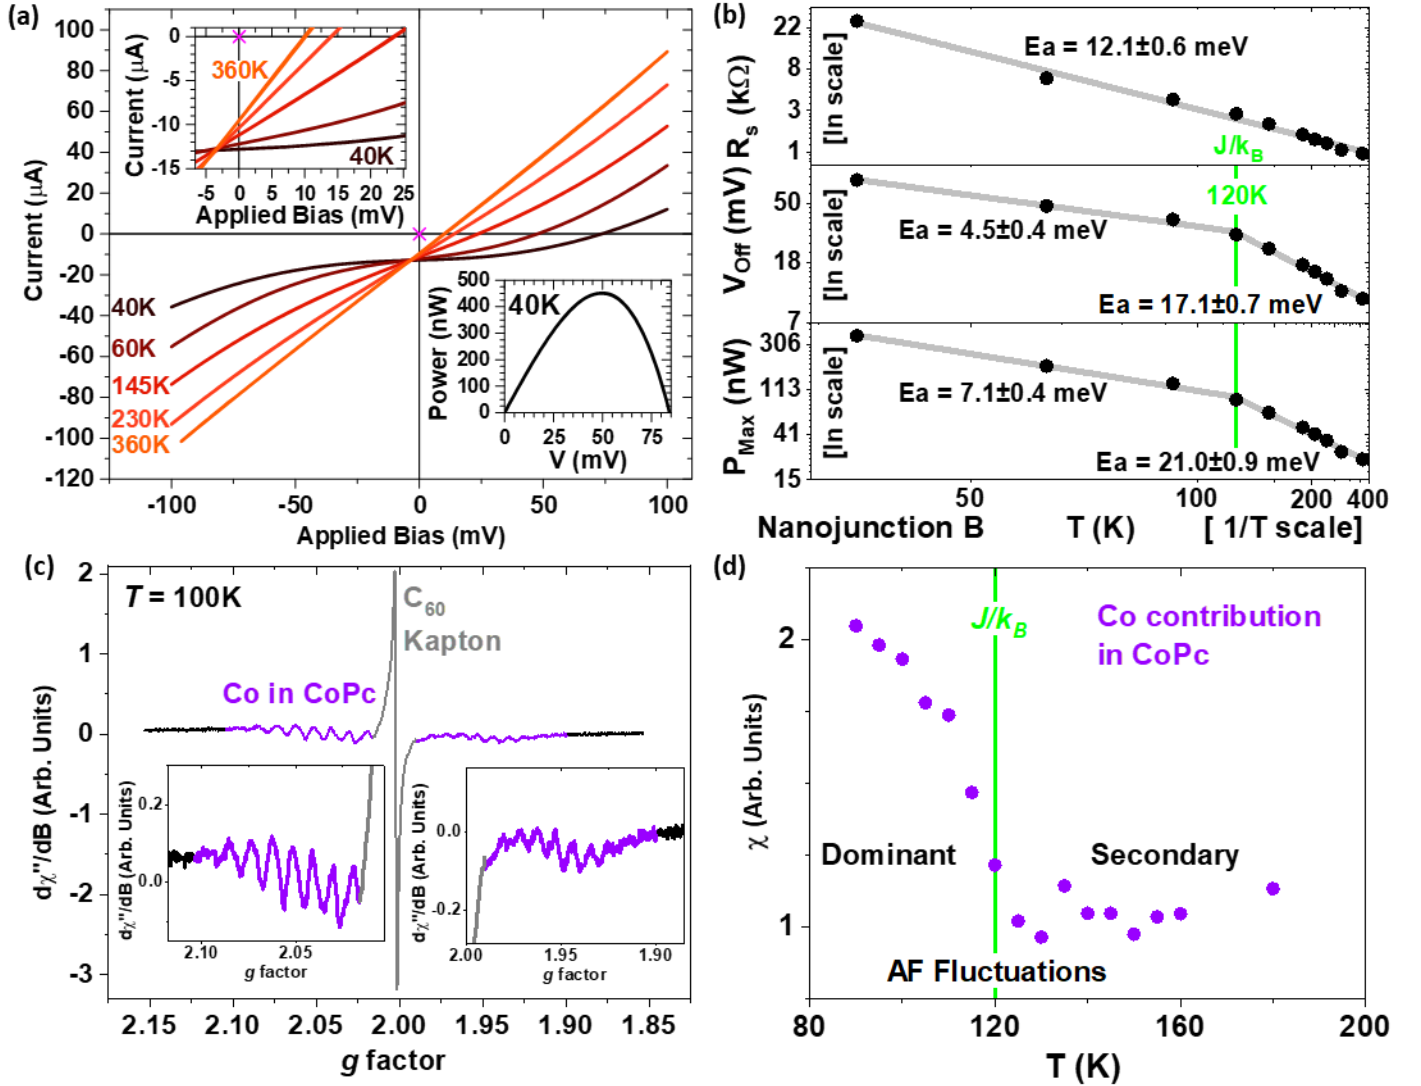 (a)
100
80
60
40
20
0
-20
-40
-60
-80
-100
-120
Current (μA)
-100
-50
0
50
100
Applied Bias (mV)
40K
60K
145K
230K
360K
0
-5
-10
-15
Current (μA)
360K
40K
-5
0
5
10
15
20
25
Applied Bias (mV)
500
400
300
200
100
0
Power (nW)
40K
0
25
50
75
V (mV)
(b)
22
8
3
1
Rs (kΩ)
[ln scale]
Ea = 12.1±0.6 meV
J/kB
120K
50
18
7
VOff (mV)
[ln scale]
Ea = 4.5±0.4 meV
Ea = 17.1±0.7 meV
306
113
41
15
PMax (nW)
[ln scale]
Ea = 7.1±0.4 meV
Ea = 21.0±0.9 meV
50
100
200
400
Nanojunction B
T (K)
[ 1/T scale]
(c)
2
1
0
-1
-2
-3
dχ''/dB (Arb. Units)
T = 100K
C60
Kapton
Co in CoPc
0.2
0.0
dχ''/dB (Arb. Units)
2.10
2.05
g factor
0.0
-0.2
dχ''/dB (Arb. Units)
2.00
1.95
1.90
g factor
2.15
2.10
2.05
2.00
1.95
1.90
1.85
g factor
(d)
2
1
χ (Arb. Units)
J/kB
Co contribution
in CoPc
Dominant
Secondary
AF Fluctuations
80
120
160
200
T (K)